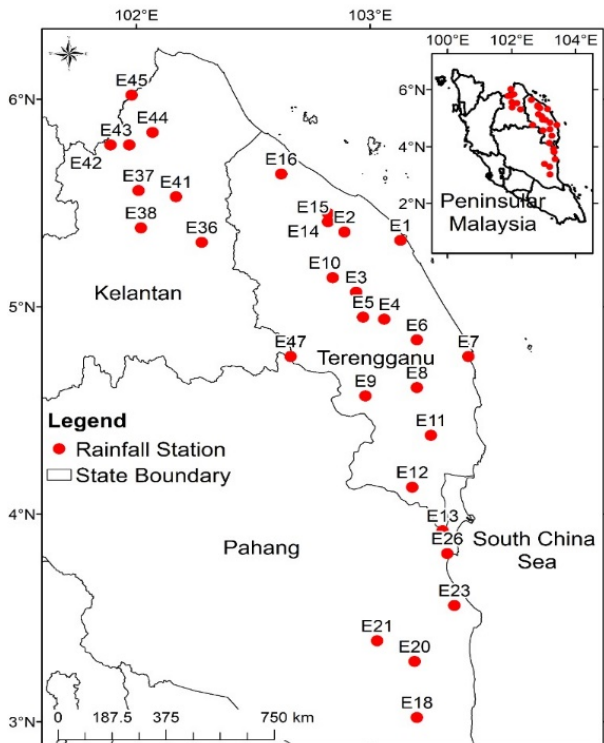 102°E
103°E
100°E
102°E
104°E
6°N
4°N
2°N
Peninsular
Malaysia
6°N
5°N
4°N
3°N
E45
E44
E43
E42
E37
E41
E38
E36
E16
E15
E2
E14
E1
E10
E3
E5
E4
E6
E7
E47
E8
E9
E11
E12
E13
E26
E23
E21
E20
E18
Kelantan
Terengganu
Pahang
South China
Sea
Legend
Rainfall Station
State Boundary
0
187.5
375
750 km